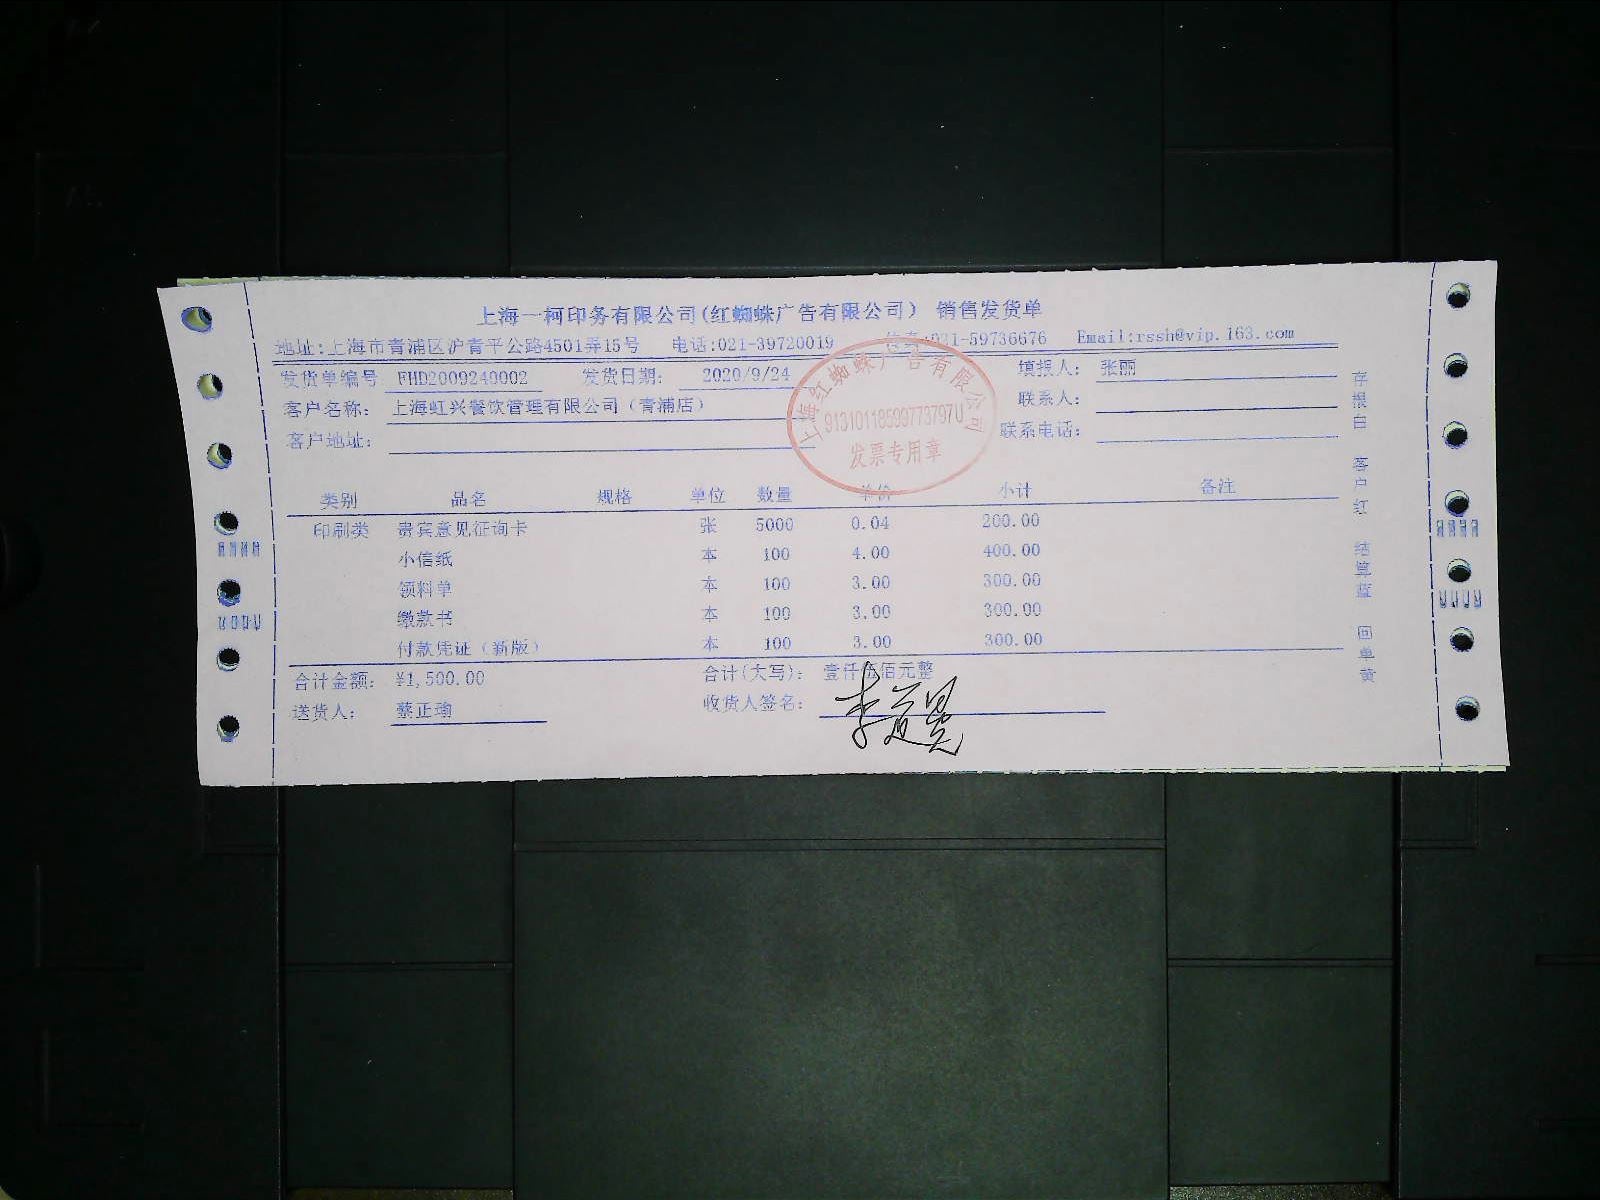 上海一柯印务有限公司(红蜘蛛广告有限公司) 销售发货单
地址:上海市青浦区沪青平公路4501弄15号 电话:021-39720019 传真:021-59736676 Email:rssh@vip.163.com
发货单编号 FHD2009240002 发货日期: 2020/9/24 填报人: 张丽
客户名称: 上海虹兴餐饮管理有限公司（青浦店） 联系人:
客户地址: 联系电话:
上海红蜘蛛广告有限公司
91310118599773797U
发票专用章
类别 品名 规格 单位 数量 单价 小计 备注
印刷类 贵宾意见征询卡 张 5000 0.04 200.00
小信纸 本 100 4.00 400.00
领料单 本 100 3.00 300.00
缴款书 本 100 3.00 300.00
付款凭证（新版） 本 100 3.00 300.00
合计金额: ¥1,500.00 合计(大写): 壹仟伍佰元整
送货人: 蔡正瑜 收货人签名:
存根白 客户红 结算蓝 回单黄